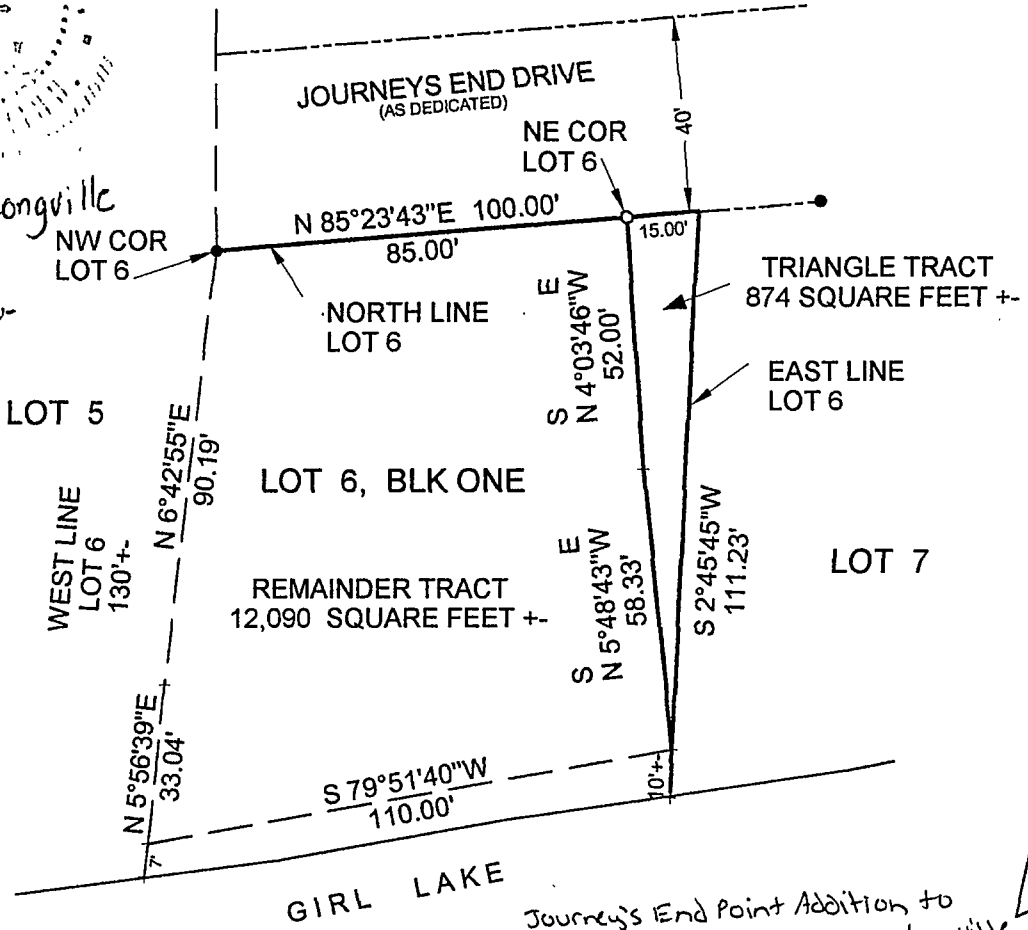 JOURNEYS END DRIVE
(AS DEDICATED)
40'
NE COR
LOT 6
NW COR
LOT 6
N 85°23'43"E 100.00'
85.00'
15.00'
NORTH LINE
LOT 6
TRIANGLE TRACT
874 SQUARE FEET +-
EAST LINE
LOT 6
S E
N 4°03'46"W
52.00'
LOT 5
N 6°42'55"E
90.19'
LOT 6, BLK ONE
WEST LINE
LOT 6
130'+-
REMAINDER TRACT
12,090 SQUARE FEET +-
S E
N 5°48'43"W
58.33'
S 2°45'45"W
111.23'
LOT 7
N 5°56'39"E
33.04'
S 79°51'40"W
110.00'
10'+-
7'
GIRL LAKE
Journey's End Point Addition to